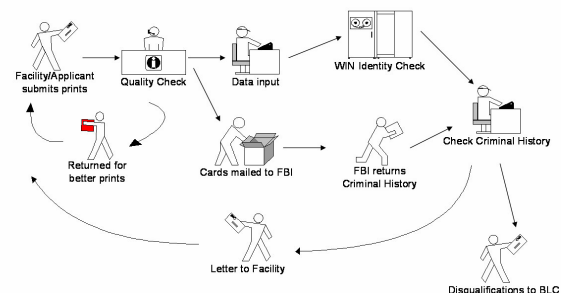 Facility/Applicant
submits prints
Quality Check
Data input
WIN Identity Check
Returned for
better prints
Cards mailed to FBI
FBI returns
Criminal History
Check Criminal History
Letter to Facility
Disqualifications to BLC